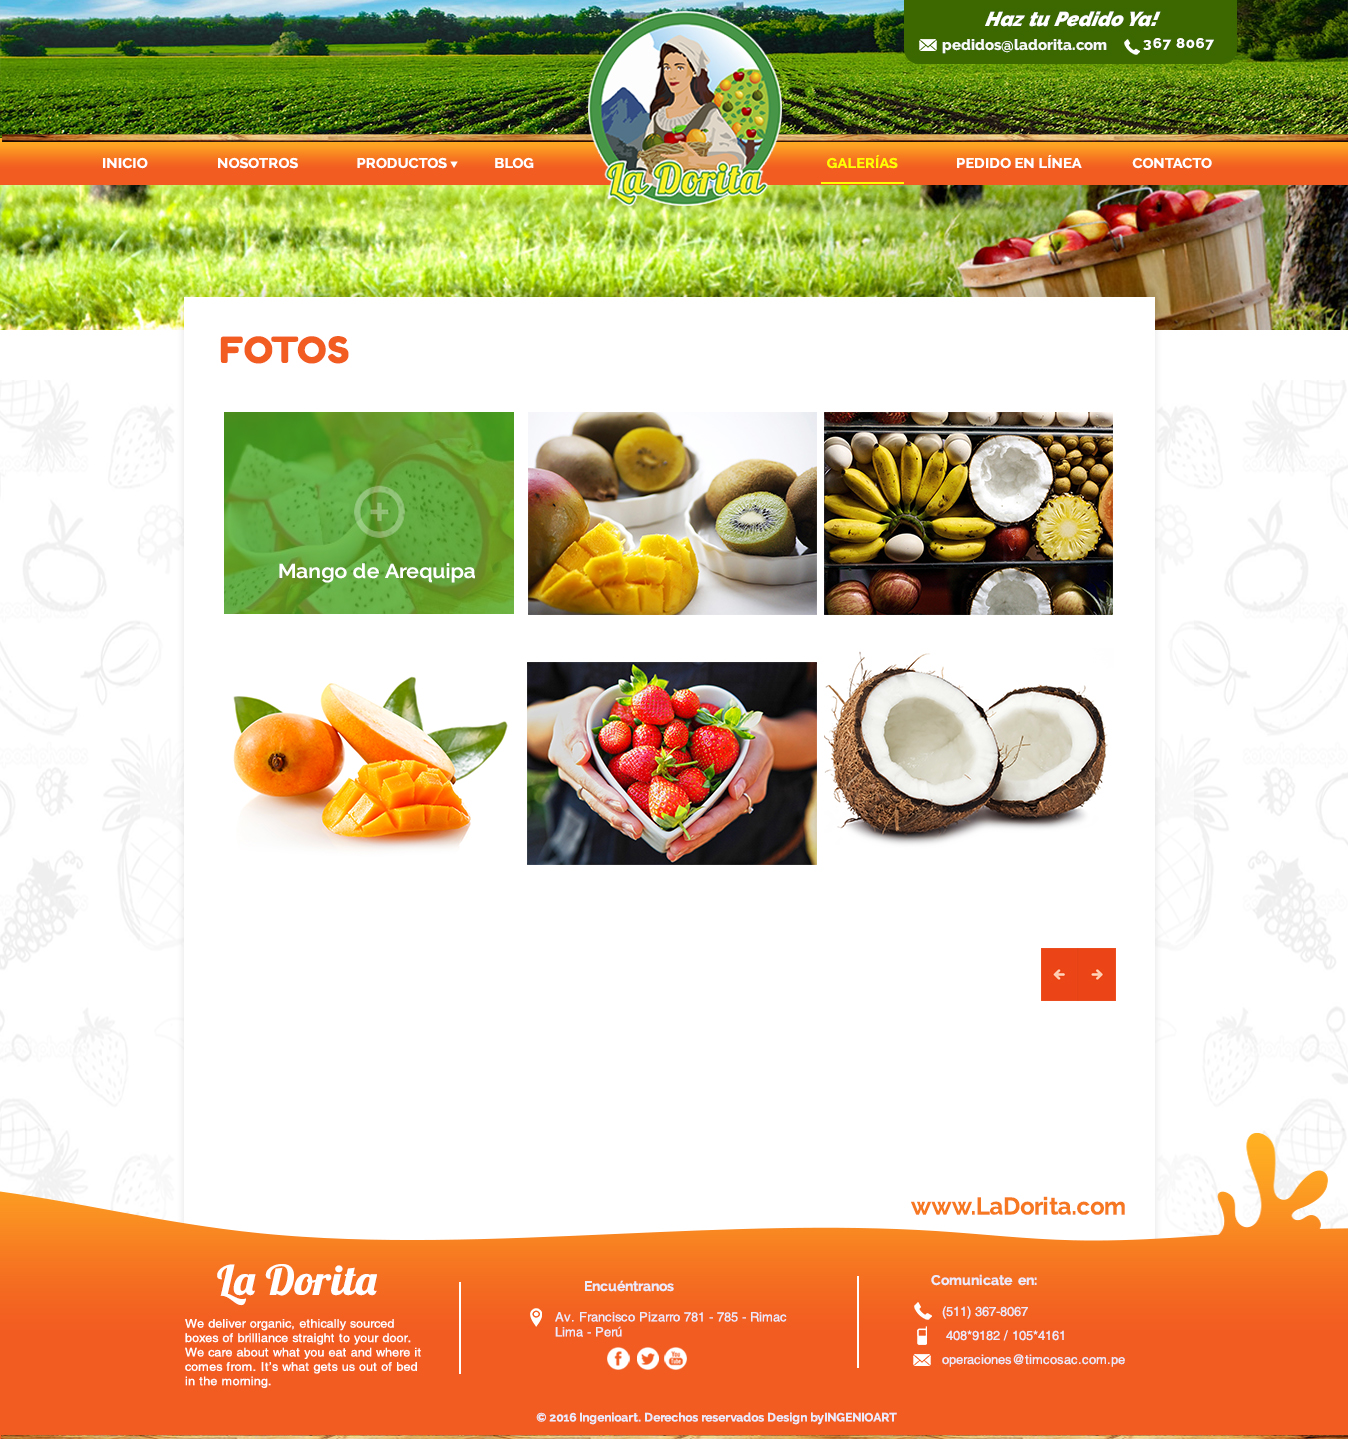 Haz tu Pedido Ya!
pedidos@ladorita.com 367 8067
INICIO NOSOTROS PRODUCTOS BLOG GALERÍAS PEDIDO EN LÍNEA CONTACTO
La Dorita
FOTOS
Mango de Arequipa
www.LaDorita.com
La Dorita
We deliver organic, ethically sourced
boxes of brilliance straight to your door.
We care about what you eat and where it
comes from. It's what gets us out of bed
in the morning.
Encuéntranos
Av. Francisco Pizarro 781 - 785 - Rimac
Lima - Perú
You
Tube
Comunicate en:
(511) 367-8067
408*9182 / 105*4161
operaciones@timcosac.com.pe
© 2016 Ingenioart. Derechos reservados Design byINGENIOART